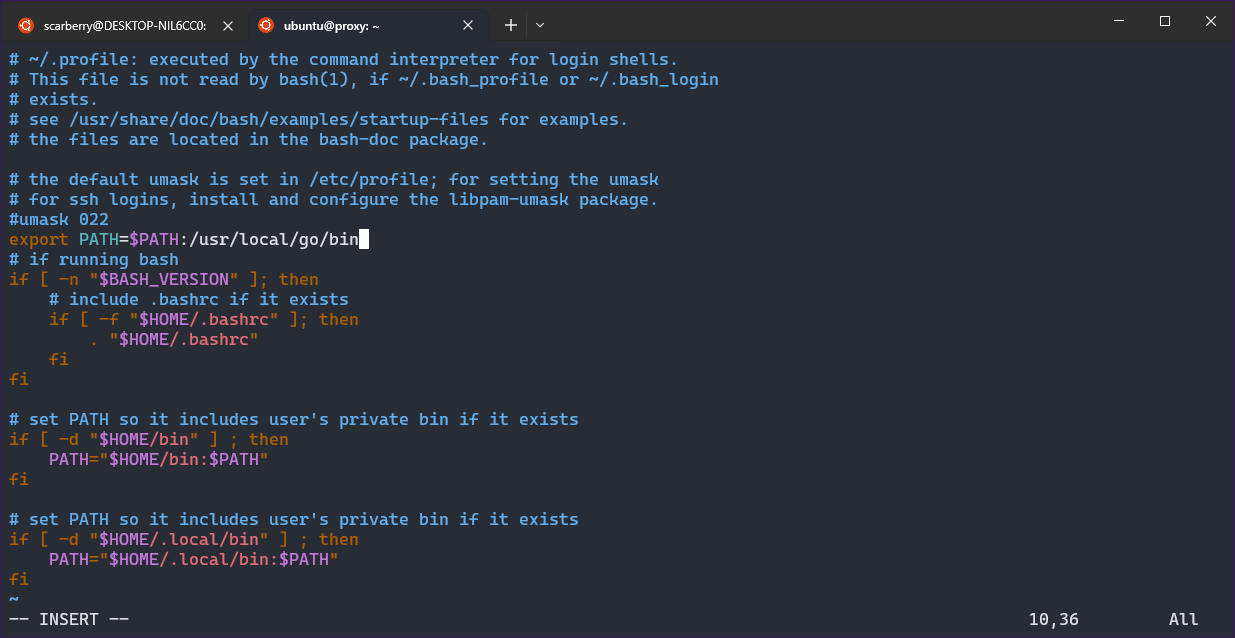 scarberry@DESKTOP-NIL6CC0:
ubuntu@proxy: ~
# ~/.profile: executed by the command interpreter for login shells.
# This file is not read by bash(1), if ~/.bash_profile or ~/.bash_login
# exists.
# see /usr/share/doc/bash/examples/startup-files for examples.
# the files are located in the bash-doc package.

# the default umask is set in /etc/profile; for setting the umask
# for ssh logins, install and configure the libpam-umask package.
#umask 022
export PATH=$PATH:/usr/local/go/bin
# if running bash
if [ -n "$BASH_VERSION" ]; then
    # include .bashrc if it exists
    if [ -f "$HOME/.bashrc" ]; then
        . "$HOME/.bashrc"
    fi
fi

# set PATH so it includes user's private bin if it exists
if [ -d "$HOME/bin" ] ; then
    PATH="$HOME/bin:$PATH"
fi

# set PATH so it includes user's private bin if it exists
if [ -d "$HOME/.local/bin" ] ; then
    PATH="$HOME/.local/bin:$PATH"
fi
~
-- INSERT -- 10,36 All